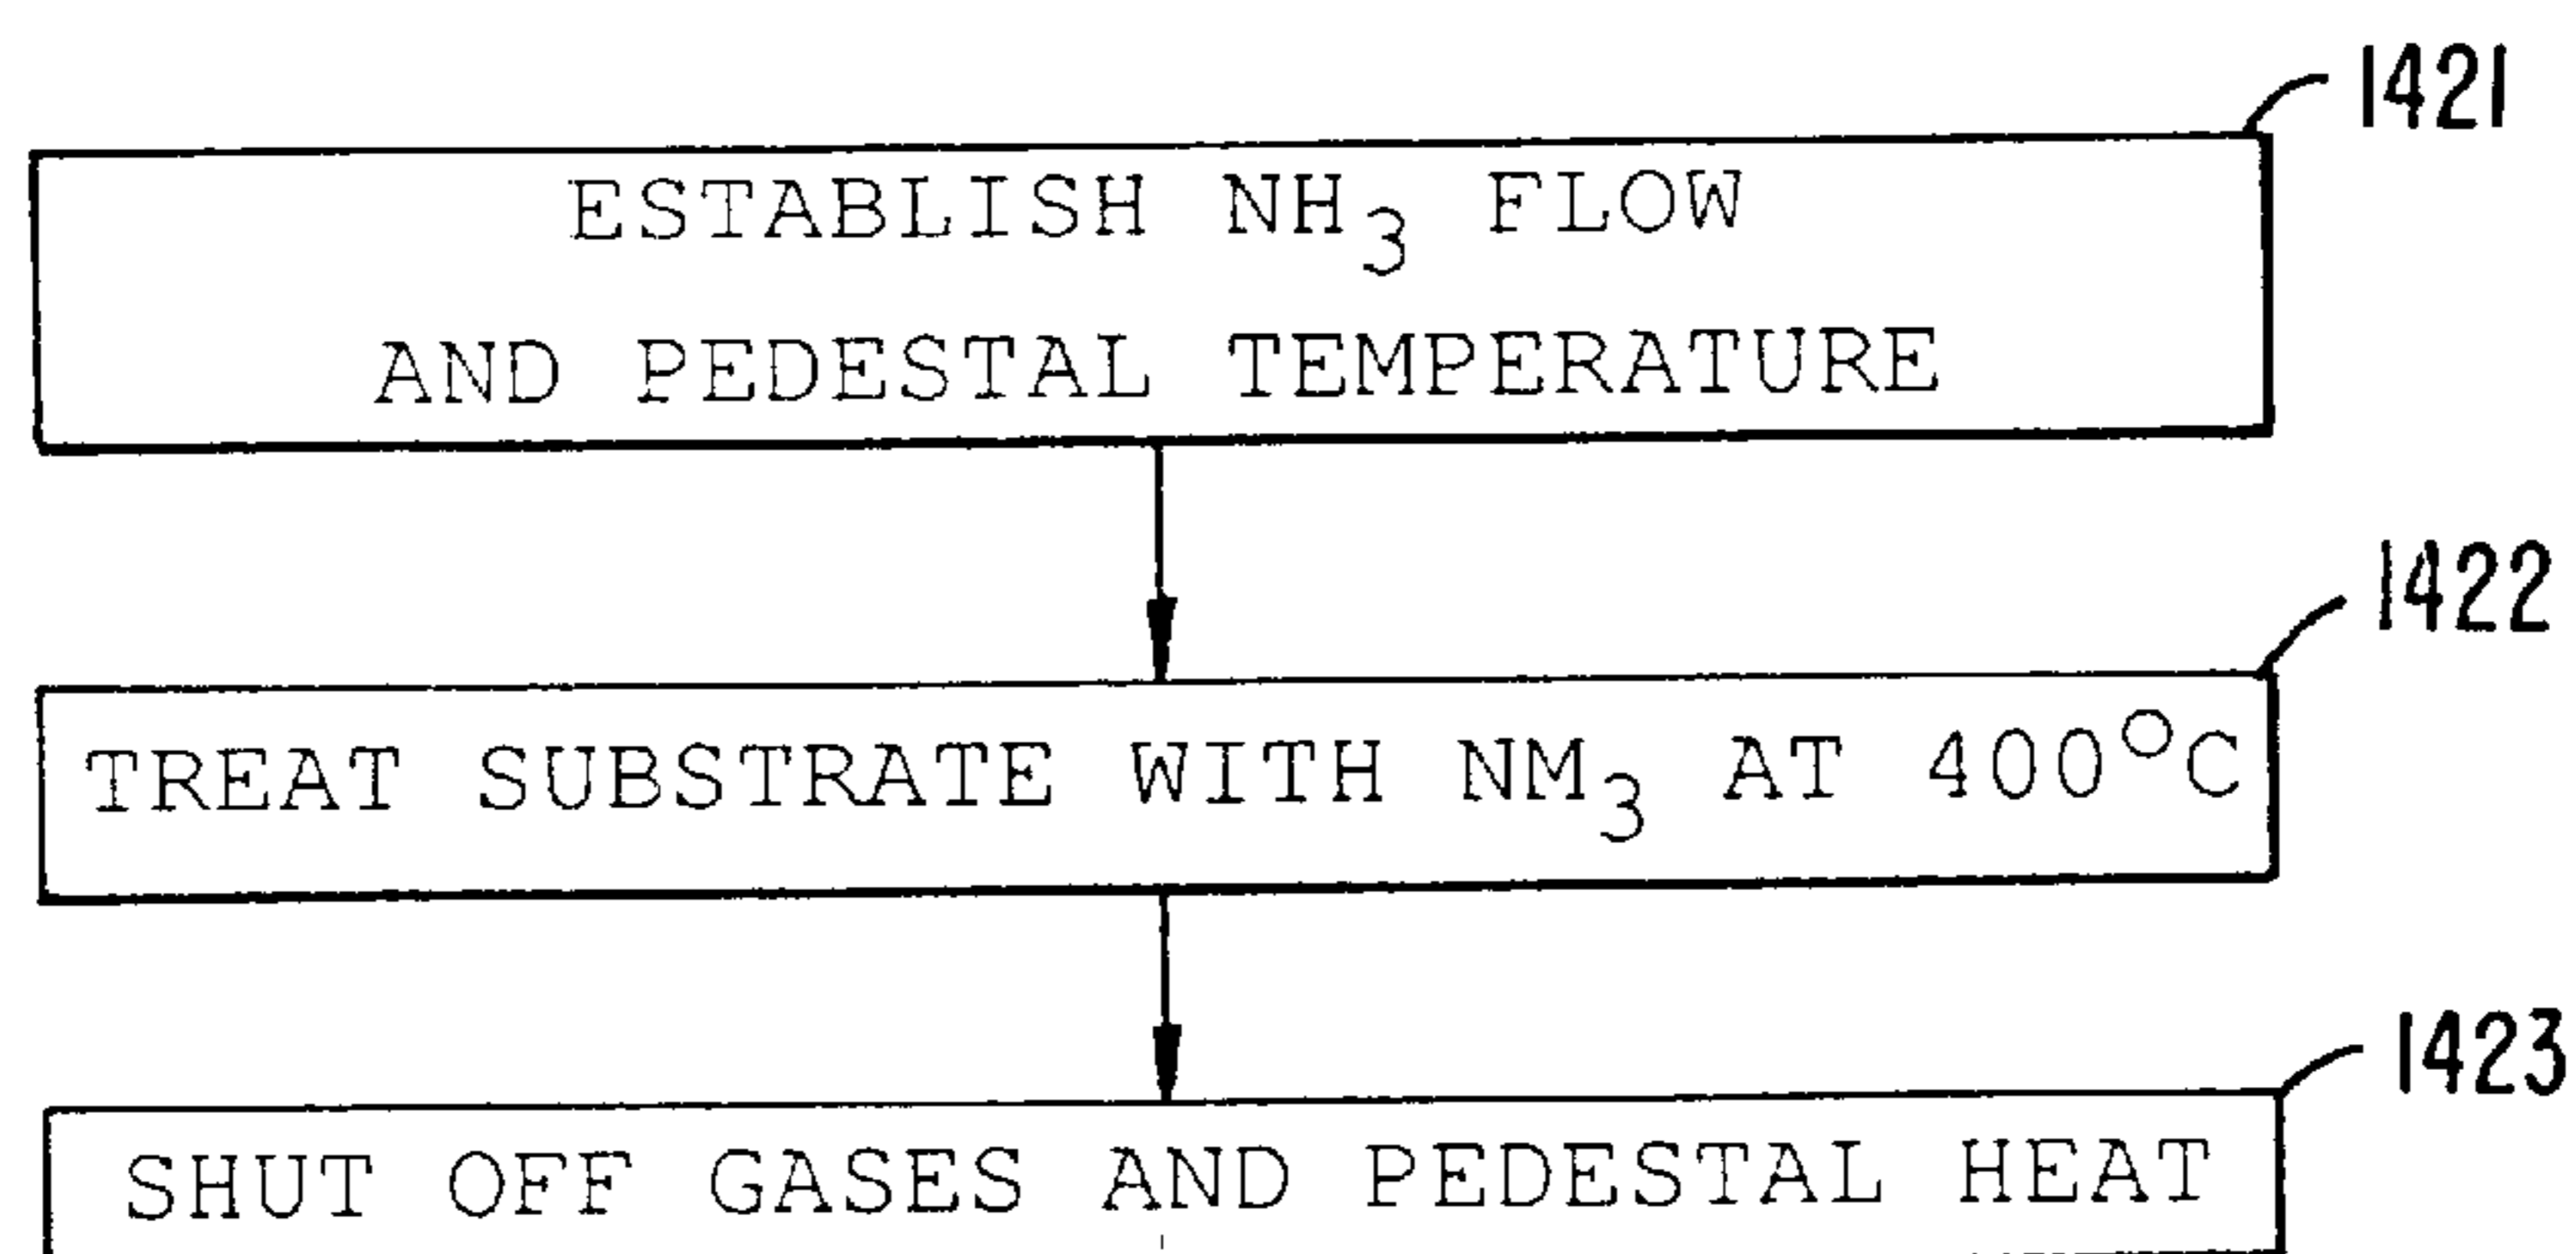 1421
ESTABLISH NH₃ FLOW
AND PEDESTAL TEMPERATURE
1422
TREAT SUBSTRATE WITH NM₃ AT 400°C
1423
SHUT OFF GASES AND PEDESTAL HEAT